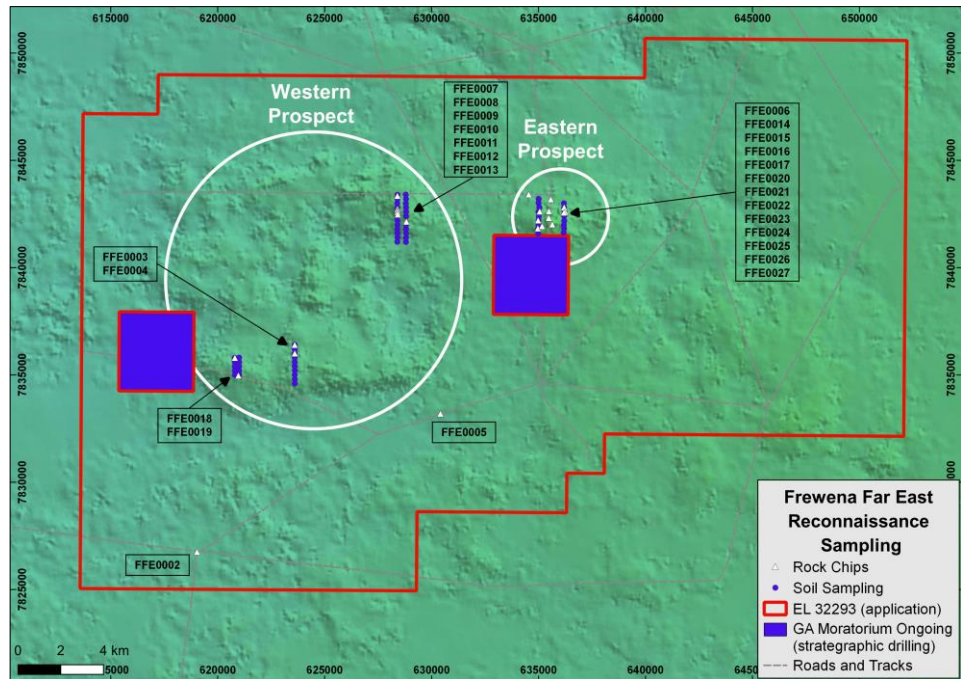 615000 620000 625000 630000 635000 640000 645000 650000
7850000
7845000
7840000
7835000
7830000
7825000
Western
Prospect
Eastern
Prospect
FFE0007
FFE0008
FFE0009
FFE0010
FFE0011
FFE0012
FFE0013
FFE0006
FFE0014
FFE0015
FFE0016
FFE0017
FFE0020
FFE0021
FFE0022
FFE0023
FFE0024
FFE0025
FFE0026
FFE0027
FFE0003
FFE0004
FFE0018
FFE0019
FFE0005
FFE0002
7850000
7845000
7840000
7835000
Frewena Far East
Reconnaissance
Sampling
Rock Chips
Soil Sampling
EL 32293 (application)
GA Moratorium Ongoing
(strategraphic drilling)
Roads and Tracks
0 2 4 km
620000 625000 630000 635000 640000